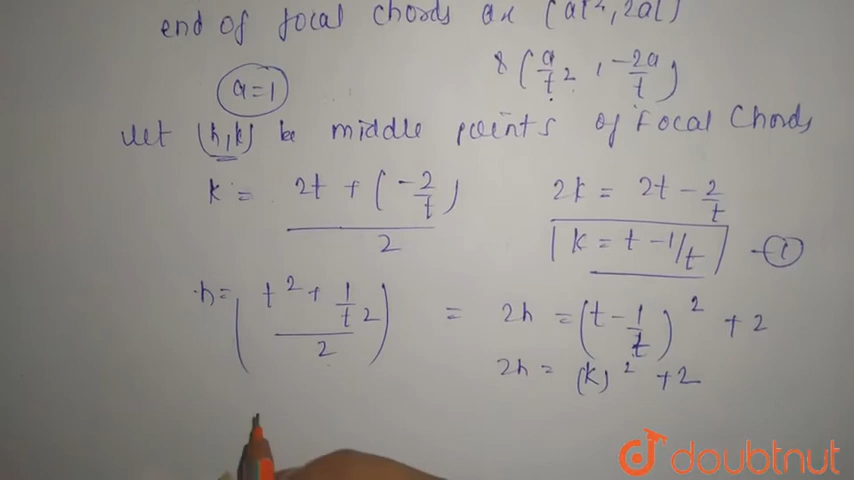 end of focal chords are (at², 2at)
& (a/t², -2a/t)
a=1
Let (h,k) be middle points of Focal Chords
k = (2t + (-2/t))/2
2k = 2t - 2/t
k = t - 1/t -①
h = ((t² + 1/t²)/2) = 2h = (t - 1/t)² + 2
2h = (k)² + 2
doubtnut